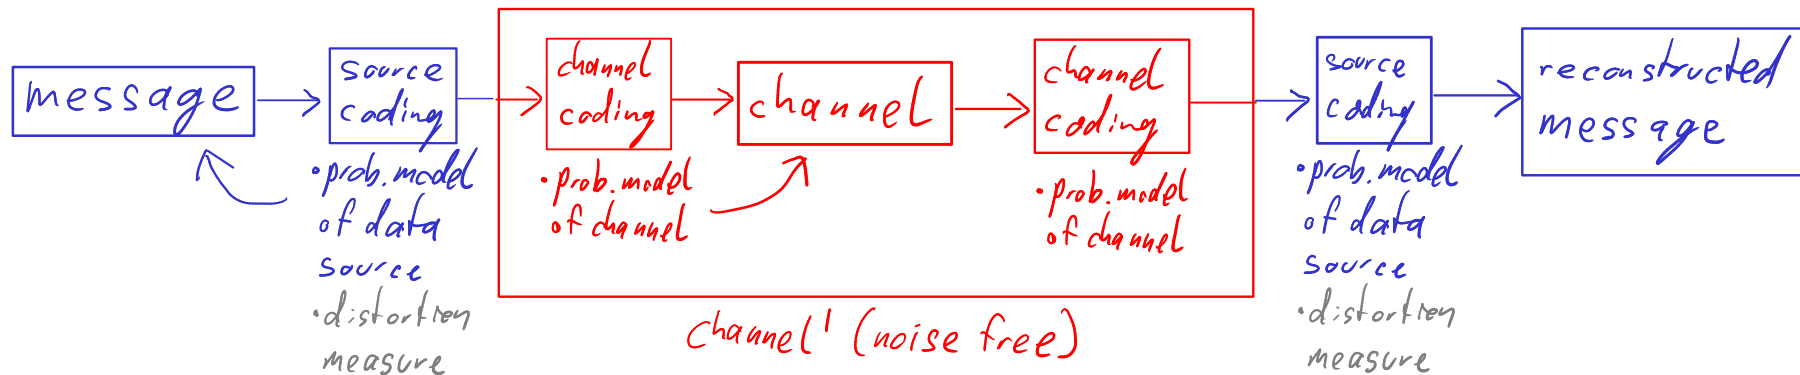 message
source
coding
• prob. model
of data
source
• distortion
measure
channel
coding
• prob. model
of channel
channel
channel
coding
• prob. model
of channel
channel' (noise free)
source
coding
• prob. model
of data
source
• distortion
measure
reconstructed
message